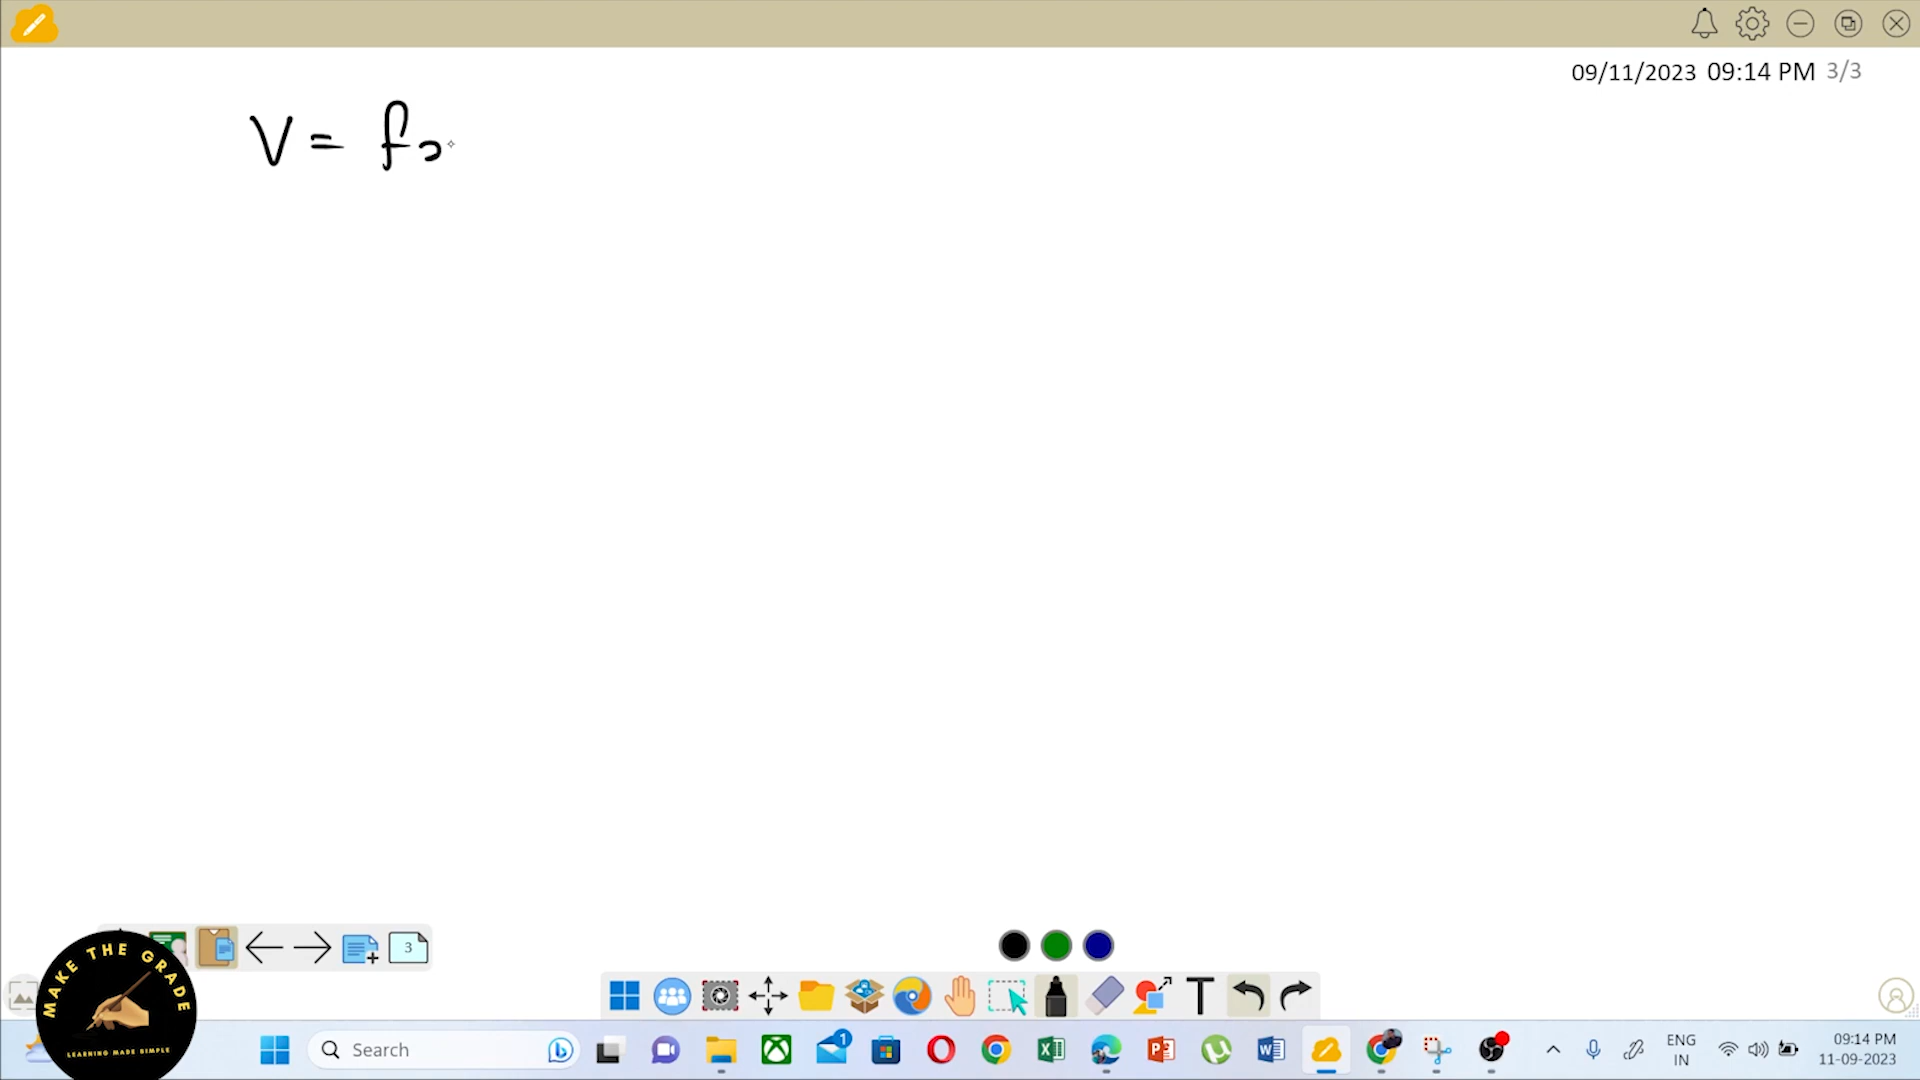 09/11/2023 09:14 PM 3/3
V = f
3
MAKE THE GRADE
LEARNING MADE SIMPLE
T
Search
1
ENG
IN
09:14 PM
11-09-2023